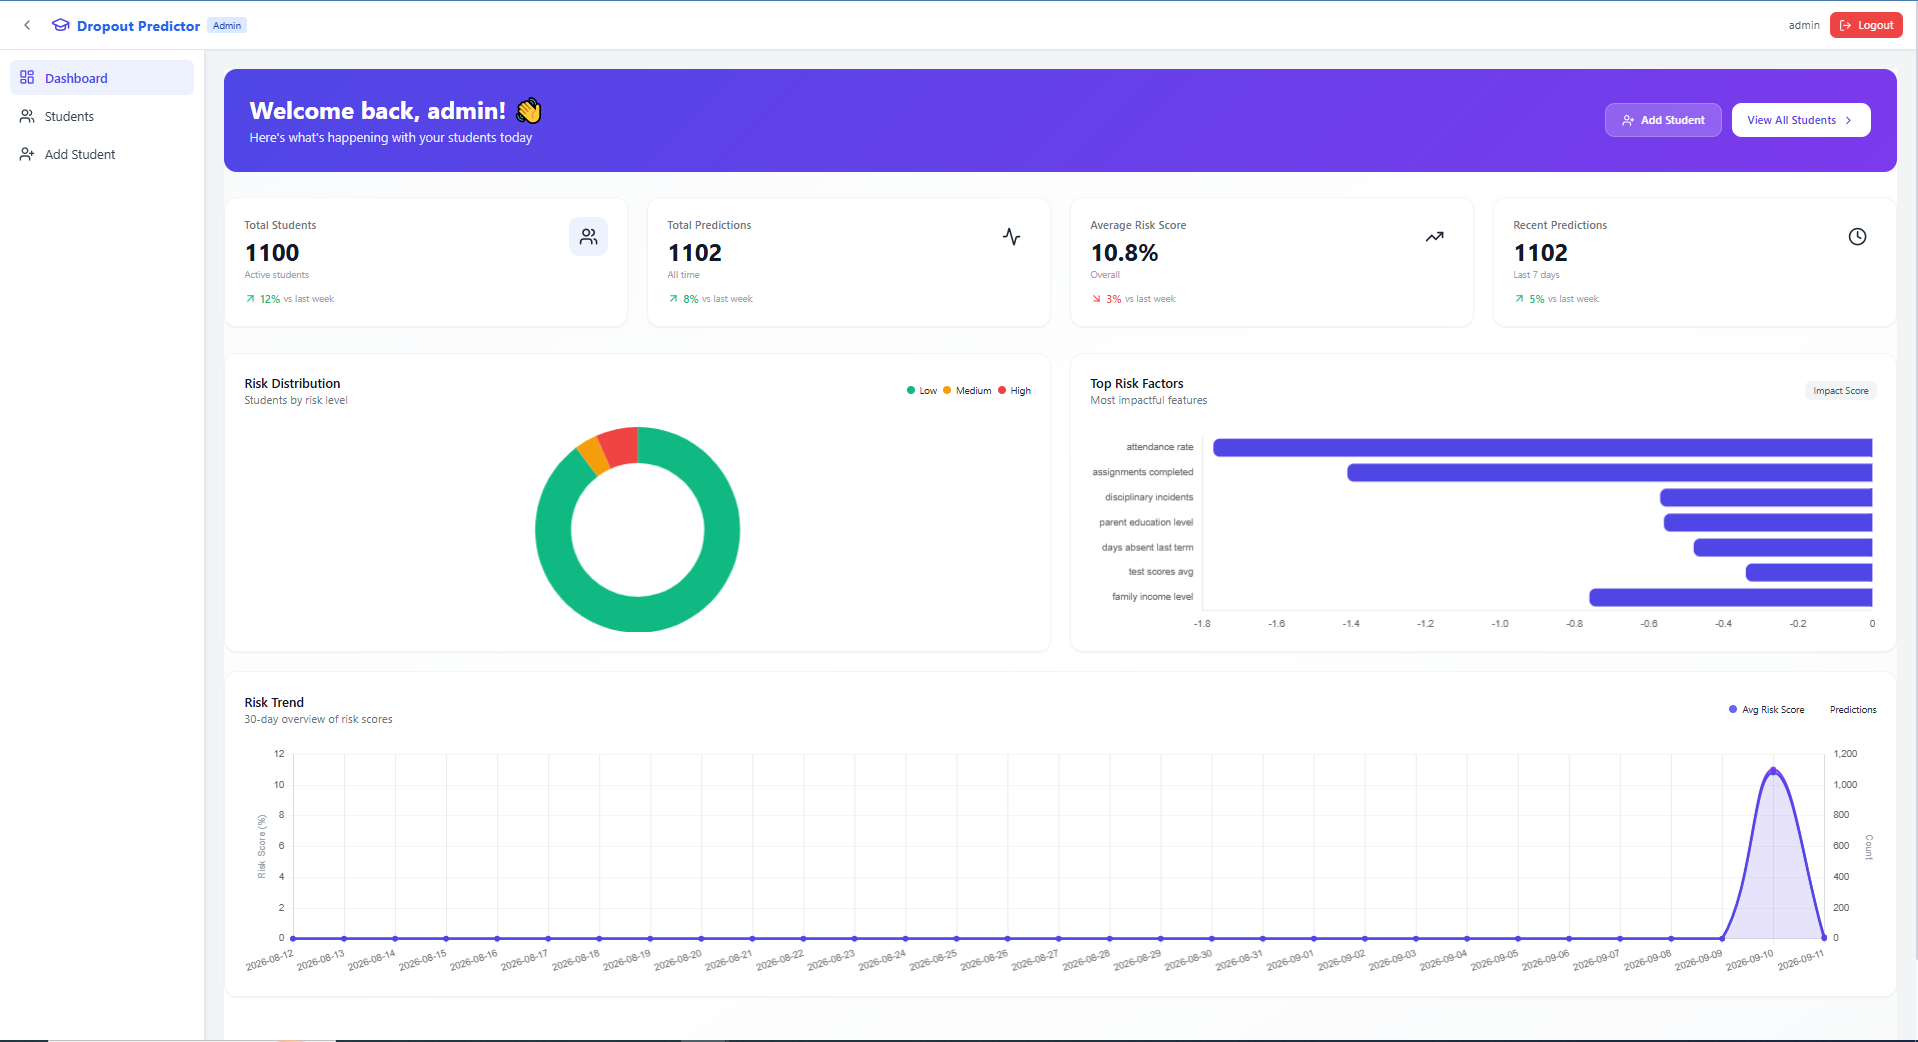 Dropout Predictor Admin
admin
Logout
Dashboard
Students
Add Student
Welcome back, admin! 👋
Here's what's happening with your students today
Add Student
View All Students
Total Students
1100
Active students
12% vs last week
Total Predictions
1102
All time
8% vs last week
Average Risk Score
10.8%
Overall
3% vs last week
Recent Predictions
1102
Last 7 days
5% vs last week
Risk Distribution
Students by risk level
Low Medium High
Top Risk Factors
Most impactful features
Impact Score
attendance rate
assignments completed
disciplinary incidents
parent education level
days absent last term
test scores avg
family income level
-1.8 -1.6 -1.4 -1.2 -1.0 -0.8 -0.6 -0.4 -0.2 0
Risk Trend
30-day overview of risk scores
Avg Risk Score Predictions
Risk Score (%)
12
10
8
6
4
2
0
1,200
1,000
800
600
400
200
0
Count
2026-08-12 2026-08-13 2026-08-14 2026-08-15 2026-08-16 2026-08-17 2026-08-18 2026-08-19 2026-08-20 2026-08-21 2026-08-22 2026-08-23 2026-08-24 2026-08-25 2026-08-26 2026-08-27 2026-08-28 2026-08-29 2026-08-30 2026-08-31 2026-09-01 2026-09-02 2026-09-03 2026-09-04 2026-09-05 2026-09-06 2026-09-07 2026-09-08 2026-09-09 2026-09-10 2026-09-11